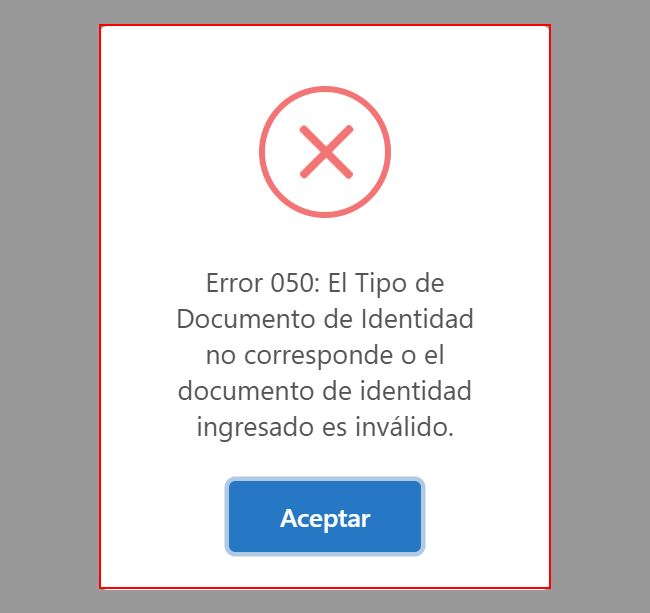 Error 050: El Tipo de
Documento de Identidad
no corresponde o el
documento de identidad
ingresado es inválido.
Aceptar